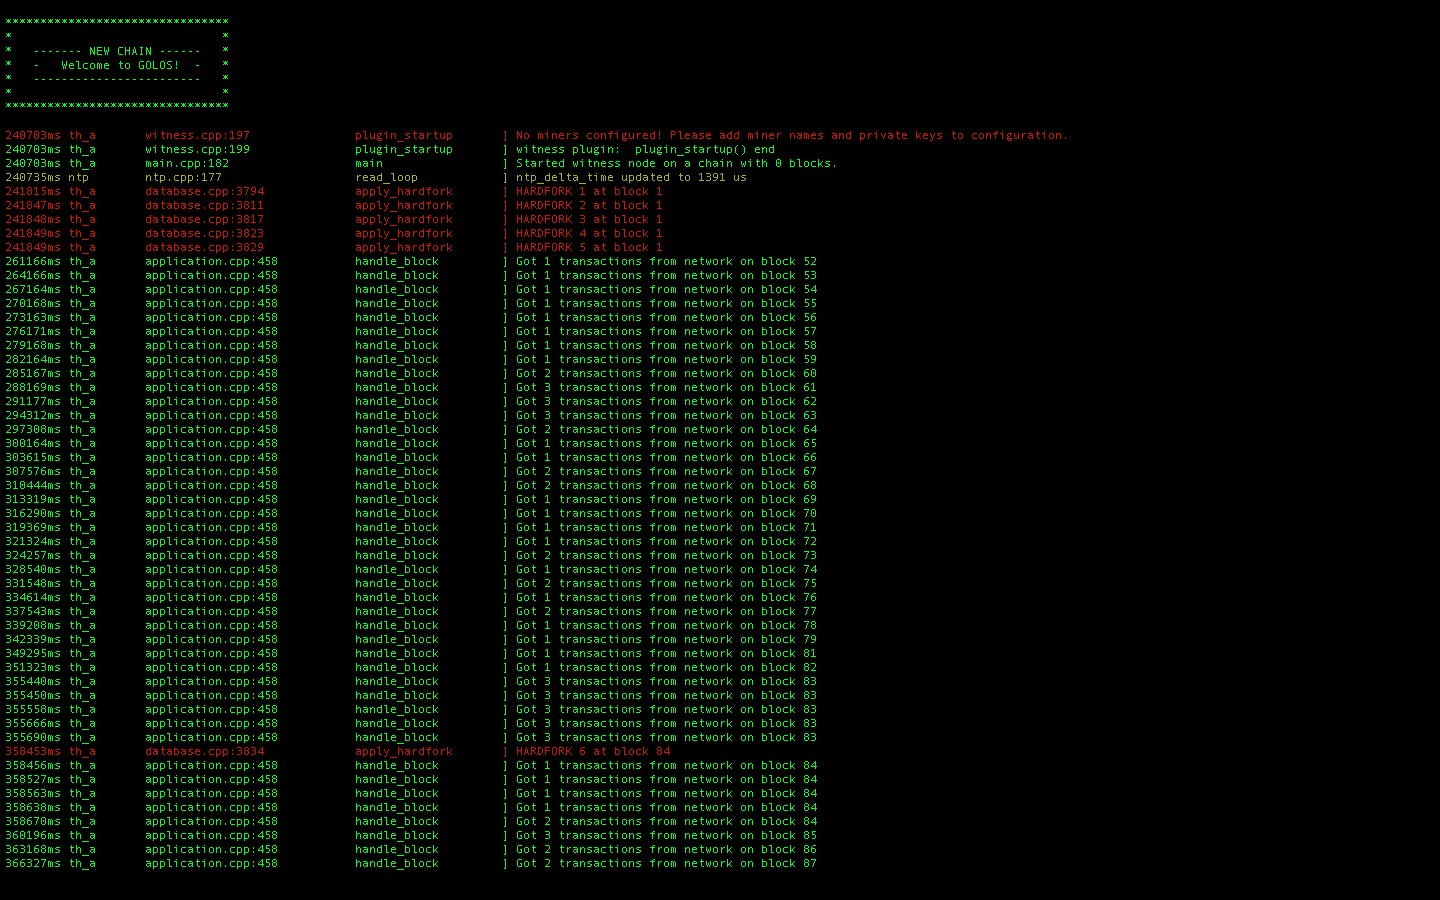 ********************************
*                              *
*   ------- NEW CHAIN ------   *
*   -   Welcome to GOLOS!  -   *
*   ------------------------   *
*                              *
********************************
240703ms th_a       witness.cpp:197               plugin_startup       ] No miners configured! Please add miner names and private keys to configuration.
240703ms th_a       witness.cpp:199               plugin_startup       ] witness plugin:  plugin_startup() end
240703ms th_a       main.cpp:182                  main                 ] Started witness node on a chain with 0 blocks.
240735ms ntp        ntp.cpp:177                   read_loop            ] ntp_delta_time updated to 1391 us
241815ms th_a       database.cpp:3794             apply_hardfork       ] HARDFORK 1 at block 1
241847ms th_a       database.cpp:3811             apply_hardfork       ] HARDFORK 2 at block 1
241848ms th_a       database.cpp:3817             apply_hardfork       ] HARDFORK 3 at block 1
241849ms th_a       database.cpp:3823             apply_hardfork       ] HARDFORK 4 at block 1
241849ms th_a       database.cpp:3829             apply_hardfork       ] HARDFORK 5 at block 1
261166ms th_a       application.cpp:458           handle_block         ] Got 1 transactions from network on block 52
264166ms th_a       application.cpp:458           handle_block         ] Got 1 transactions from network on block 53
267164ms th_a       application.cpp:458           handle_block         ] Got 1 transactions from network on block 54
270168ms th_a       application.cpp:458           handle_block         ] Got 1 transactions from network on block 55
273163ms th_a       application.cpp:458           handle_block         ] Got 1 transactions from network on block 56
276171ms th_a       application.cpp:458           handle_block         ] Got 1 transactions from network on block 57
279168ms th_a       application.cpp:458           handle_block         ] Got 1 transactions from network on block 58
282164ms th_a       application.cpp:458           handle_block         ] Got 1 transactions from network on block 59
285167ms th_a       application.cpp:458           handle_block         ] Got 2 transactions from network on block 60
288169ms th_a       application.cpp:458           handle_block         ] Got 3 transactions from network on block 61
291177ms th_a       application.cpp:458           handle_block         ] Got 3 transactions from network on block 62
294312ms th_a       application.cpp:458           handle_block         ] Got 3 transactions from network on block 63
297308ms th_a       application.cpp:458           handle_block         ] Got 2 transactions from network on block 64
300164ms th_a       application.cpp:458           handle_block         ] Got 1 transactions from network on block 65
303615ms th_a       application.cpp:458           handle_block         ] Got 1 transactions from network on block 66
307576ms th_a       application.cpp:458           handle_block         ] Got 2 transactions from network on block 67
310444ms th_a       application.cpp:458           handle_block         ] Got 2 transactions from network on block 68
313319ms th_a       application.cpp:458           handle_block         ] Got 1 transactions from network on block 69
316290ms th_a       application.cpp:458           handle_block         ] Got 1 transactions from network on block 70
319369ms th_a       application.cpp:458           handle_block         ] Got 1 transactions from network on block 71
321324ms th_a       application.cpp:458           handle_block         ] Got 1 transactions from network on block 72
324257ms th_a       application.cpp:458           handle_block         ] Got 2 transactions from network on block 73
328540ms th_a       application.cpp:458           handle_block         ] Got 1 transactions from network on block 74
331548ms th_a       application.cpp:458           handle_block         ] Got 2 transactions from network on block 75
334614ms th_a       application.cpp:458           handle_block         ] Got 1 transactions from network on block 76
337543ms th_a       application.cpp:458           handle_block         ] Got 2 transactions from network on block 77
339208ms th_a       application.cpp:458           handle_block         ] Got 1 transactions from network on block 78
342339ms th_a       application.cpp:458           handle_block         ] Got 1 transactions from network on block 79
349295ms th_a       application.cpp:458           handle_block         ] Got 1 transactions from network on block 81
351323ms th_a       application.cpp:458           handle_block         ] Got 1 transactions from network on block 82
355440ms th_a       application.cpp:458           handle_block         ] Got 3 transactions from network on block 83
355450ms th_a       application.cpp:458           handle_block         ] Got 3 transactions from network on block 83
355558ms th_a       application.cpp:458           handle_block         ] Got 3 transactions from network on block 83
355666ms th_a       application.cpp:458           handle_block         ] Got 3 transactions from network on block 83
355690ms th_a       application.cpp:458           handle_block         ] Got 3 transactions from network on block 83
358453ms th_a       database.cpp:3834             apply_hardfork       ] HARDFORK 6 at block 84
358456ms th_a       application.cpp:458           handle_block         ] Got 1 transactions from network on block 84
358527ms th_a       application.cpp:458           handle_block         ] Got 1 transactions from network on block 84
358563ms th_a       application.cpp:458           handle_block         ] Got 1 transactions from network on block 84
358638ms th_a       application.cpp:458           handle_block         ] Got 1 transactions from network on block 84
358670ms th_a       application.cpp:458           handle_block         ] Got 2 transactions from network on block 84
360196ms th_a       application.cpp:458           handle_block         ] Got 3 transactions from network on block 85
363168ms th_a       application.cpp:458           handle_block         ] Got 2 transactions from network on block 86
366327ms th_a       application.cpp:458           handle_block         ] Got 2 transactions from network on block 87